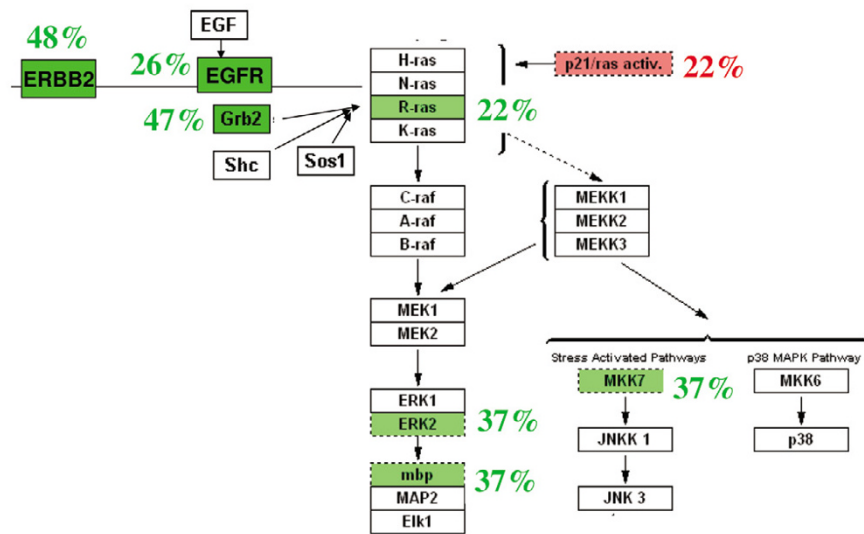 48%
EGF
26%
ERBB2
EGFR
47%
Grb2
Shc
Sos1
H-ras
N-ras
R-ras
K-ras
22%
p21/ras activ.
22%
C-raf
A-raf
B-raf
MEKK1
MEKK2
MEKK3
MEK1
MEK2
Stress Activated Pathways
p38 MAPK Pathway
MKK7
37%
MKK6
ERK1
ERK2
37%
JNKK 1
p38
mbp
37%
MAP2
Elk1
JNK 3